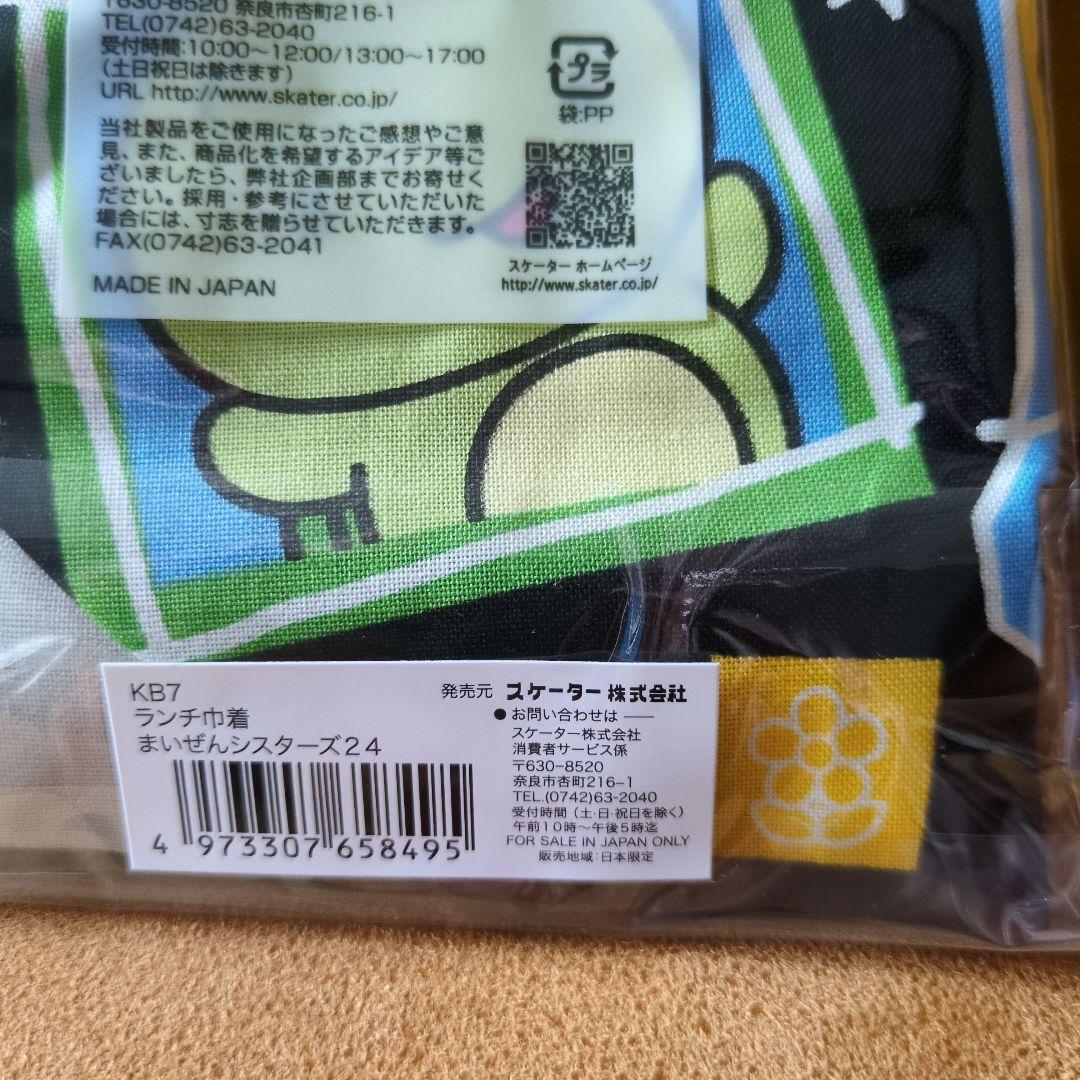 〒630-8520 奈良市杏町216-1
TEL(0742)63-2040
受付時間:10:00～12:00/13:00～17:00
(土日祝日は除きます)
URL http://www.skater.co.jp/
当社製品をご使用になったご感想やご意
見、また、商品化を希望するアイデア等ご
ざいましたら、弊社企画部までお寄せく
ださい。採用・参考にさせていただいた
場合には、寸志を贈らせていただきます。
FAX(0742)63-2041
MADE IN JAPAN
プラ
袋:PP
スケーター ホームページ
http://www.skater.co.jp/
KB7
ランチ巾着
まいぜんシスターズ24
4 973307 658495
発売元 スケーター株式会社
●お問い合わせは
スケーター株式会社
消費者サービス係
〒630-8520
奈良市杏町216-1
TEL.(0742)63-2040
受付時間(土・日・祝日を除く)
午前10時～午後5時迄
FOR SALE IN JAPAN ONLY
販売地域:日本限定